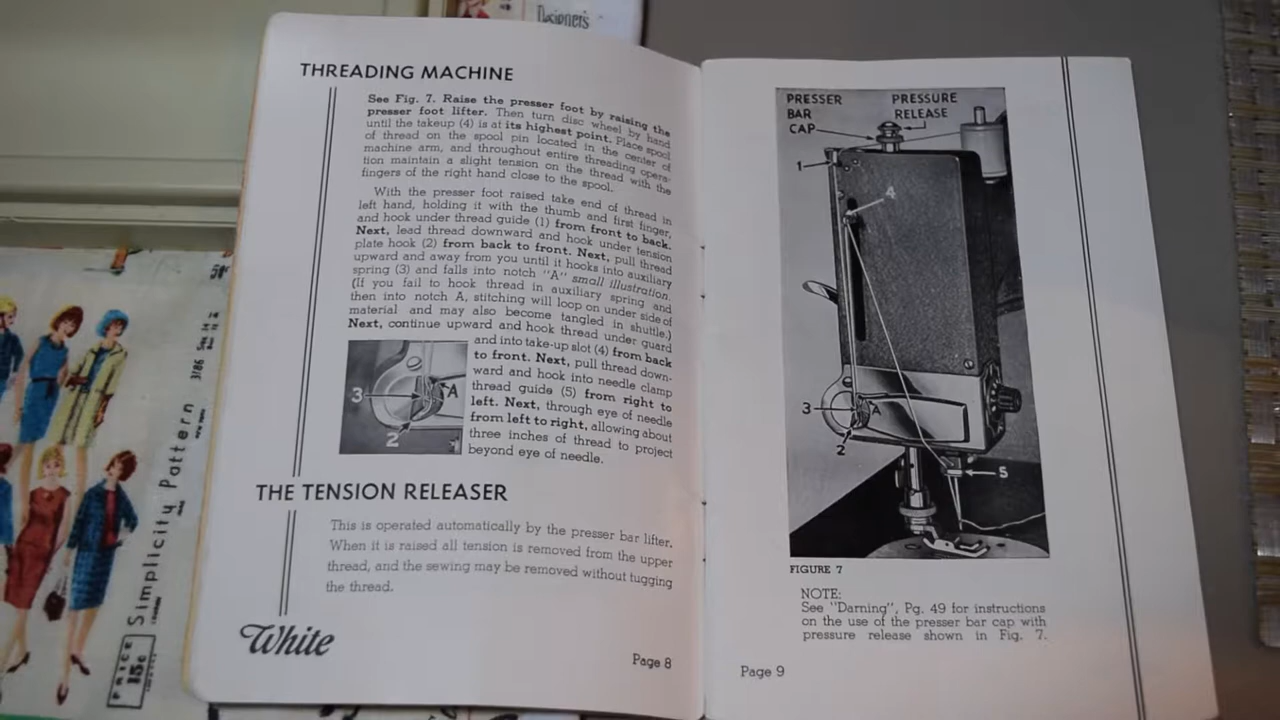 Designer's
THREADING MACHINE
See Fig. 7. Raise the presser foot by raising the
presser foot lifter. Then turn disc wheel by hand
until the takeup (4) is at its highest point. Place spool
of thread on the spool pin located in the center of
machine arm, and throughout entire threading opera-
tion maintain a slight tension on the thread with the
fingers of the right hand close to the spool.
With the presser foot raised take end of thread in
left hand, holding it with the thumb and first finger,
and hook under thread guide (1) from front to back.
Next, lead thread downward and hook under tension
plate hook (2) from back to front. Next, pull thread
upward and away from you until it hooks into auxiliary
spring (3) and falls into notch "A" small illustration.
(If you fail to hook thread in auxiliary spring and
then into notch A, stitching will loop on under side of
material and may also become tangled in shuttle.)
Next, continue upward and hook thread under guard
and into take-up slot (4) from back
to front. Next, pull thread down-
ward and hook into needle clamp
thread guide (5) from right to
left. Next, through eye of needle
from left to right, allowing about
three inches of thread to project
beyond eye of needle.
3
A
2
THE TENSION RELEASER
This is operated automatically by the presser bar lifter.
When it is raised all tension is removed from the upper
thread, and the sewing may be removed without tugging
the thread.
White
Page 8
PRESSER
BAR
CAP
PRESSURE
RELEASE
1
4
3
A
2
5
FIGURE 7
NOTE:
See "Darning", Pg. 49 for instructions
on the use of the presser bar cap with
pressure release shown in Fig. 7.
Page 9
Simplicity Pattern
PRICE
15c